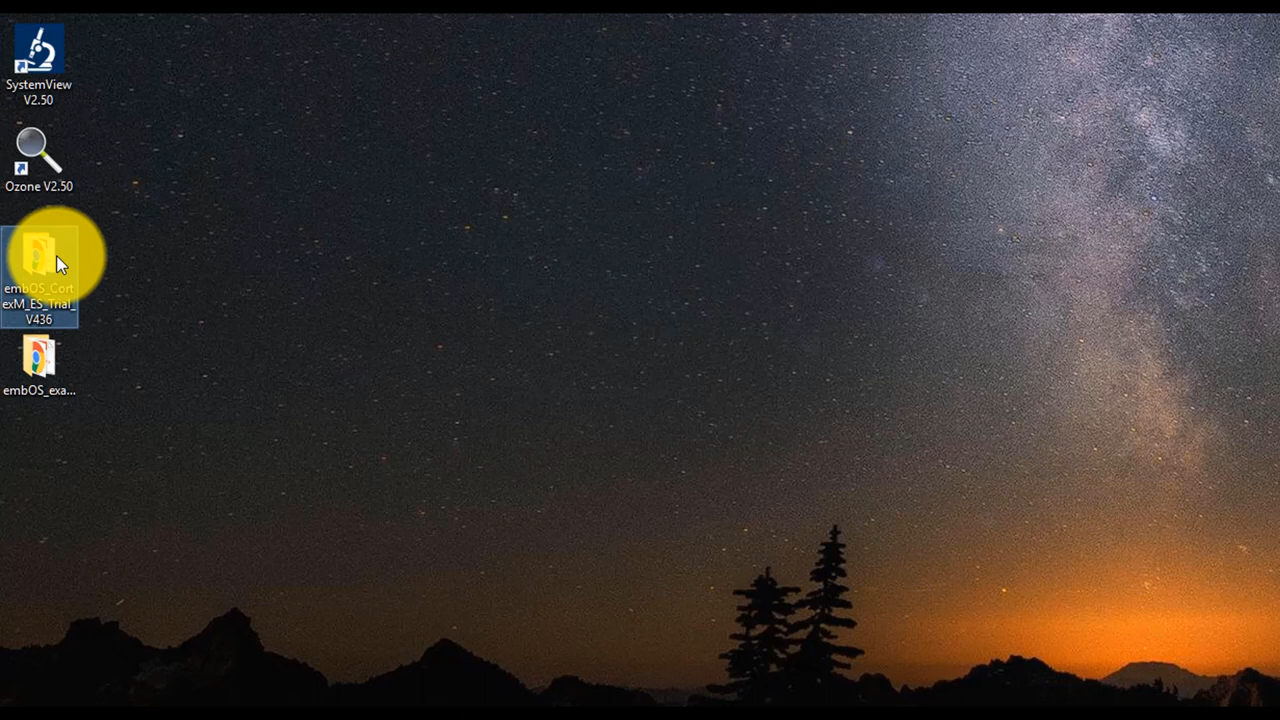 SystemView
V2.50
Ozone V2.50
embOS_Cort
exM_ES_Trial_
V436
embOS_exa...